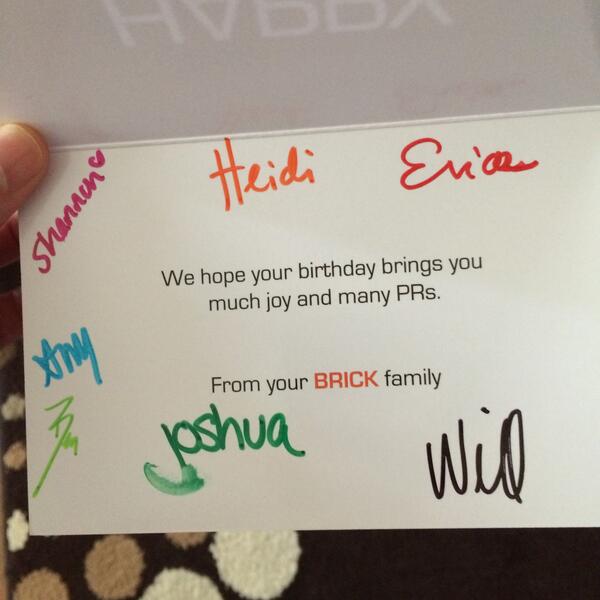 HAPPY
Shannon
Heidi
Erica
We hope your birthday brings you
much joy and many PRs.
Amy
From your BRICK family
Joshua
Will